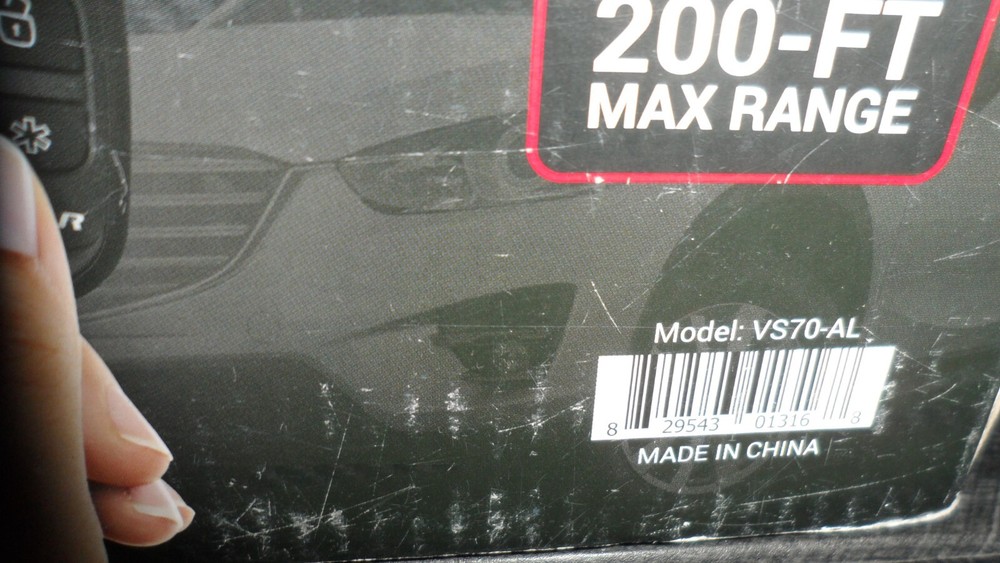 200-FT
MAX RANGE
R
Model: VS70-AL
8 29543 01316 8
MADE IN CHINA